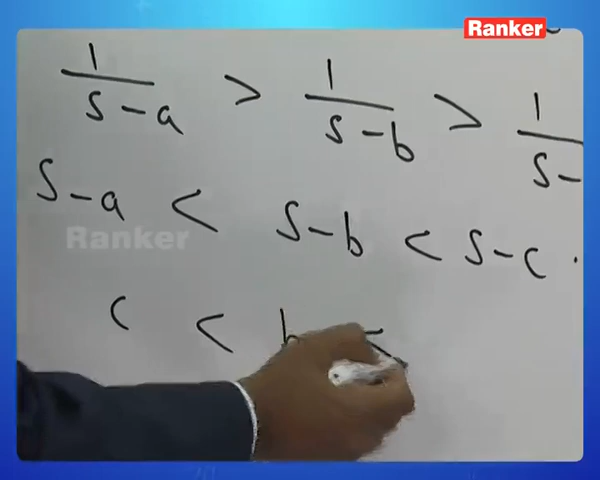 Ranker
1/(s-a) > 1/(s-b) > 1/(s-
s-a < s-b < s-c .
Ranker
c < b <